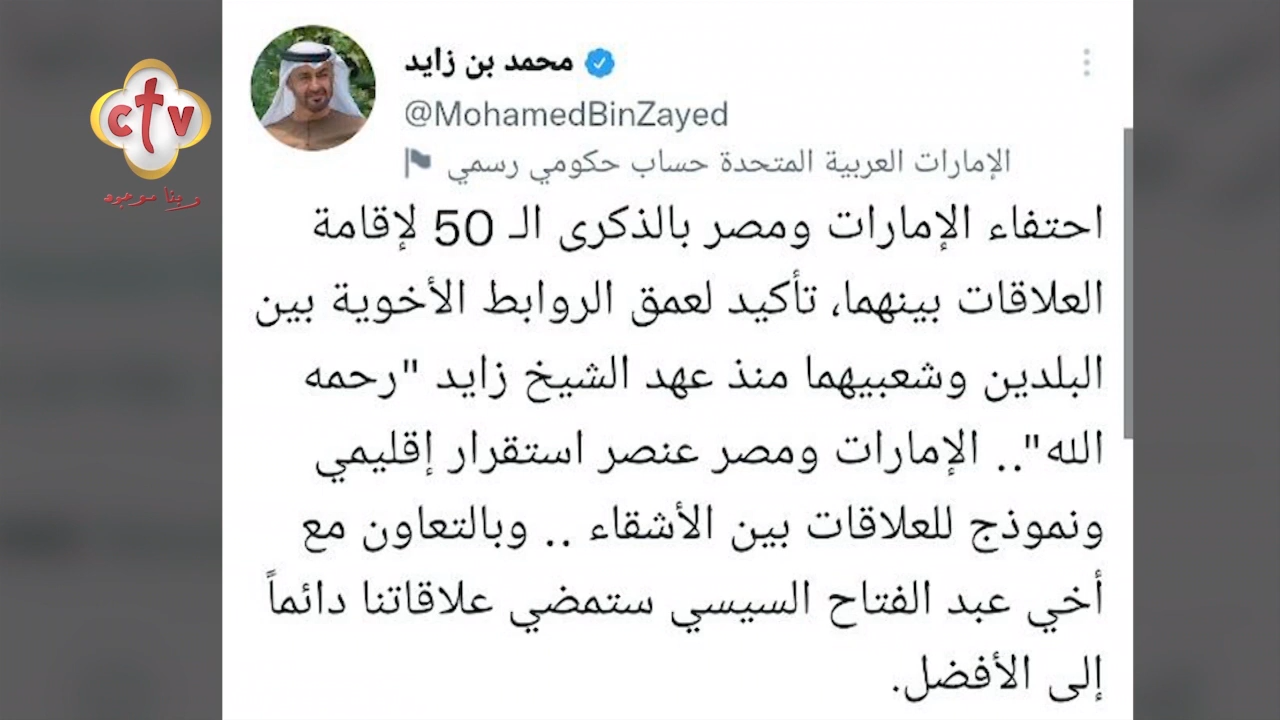 محمد بن زايد
@MohamedBinZayed
الإمارات العربية المتحدة حساب حكومي رسمي
احتفاء الإمارات ومصر بالذكرى الـ 50 لإقامة
العلاقات بينهما، تأكيد لعمق الروابط الأخوية بين
البلدين وشعبيهما منذ عهد الشيخ زايد "رحمه
الله".. الإمارات ومصر عنصر استقرار إقليمي
ونموذج للعلاقات بين الأشقاء .. وبالتعاون مع
أخي عبد الفتاح السيسي ستمضي علاقاتنا دائماً
إلى الأفضل.
ctv
وربنا موجود